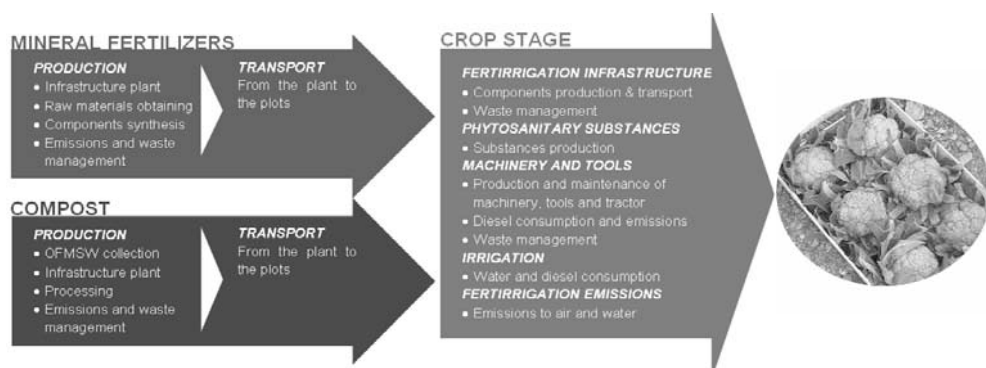 MINERAL FERTILIZERS
PRODUCTION
• Infrastructure plant
• Raw materials obtaining
• Components synthesis
• Emissions and waste
management
TRANSPORT
From the plant to
the plots
COMPOST
PRODUCTION
• OFMSW collection
• Infrastructure plant
• Processing
• Emissions and waste
management
TRANSPORT
From the plant to
the plots
CROP STAGE
FERTIRRIGATION INFRASTRUCTURE
• Components production & transport
• Waste management
PHYTOSANITARY SUBSTANCES
• Substances production
MACHINERY AND TOOLS
• Production and maintenance of
machinery, tools and tractor
• Diesel consumption and emissions
• Waste management
IRRIGATION
• Water and diesel consumption
FERTIRRIGATION EMISSIONS
• Emissions to air and water